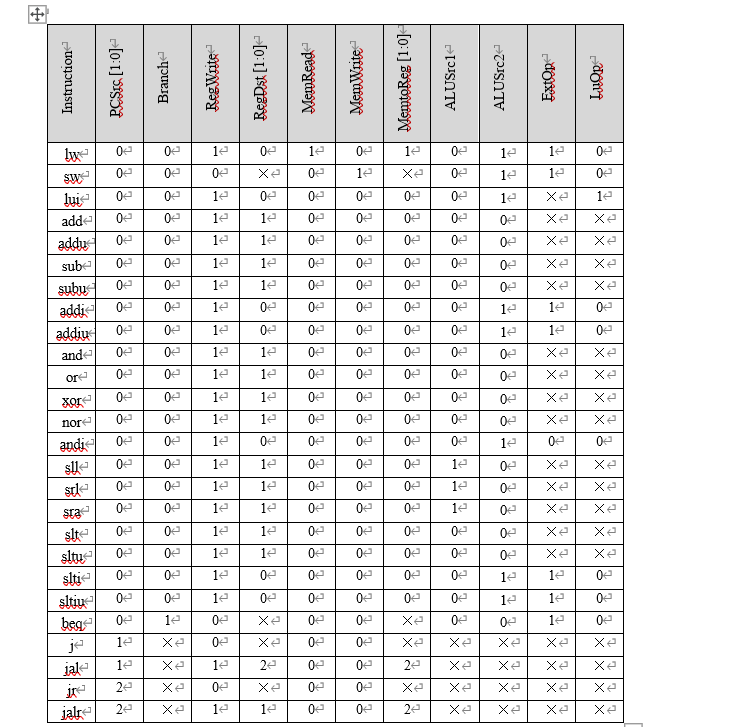 Instruction PCSrc [1:0] Branch RegWrite RegDst [1:0] MemRead MemWrite MemtoReg [1:0] ALUSrc1 ALUSrc2 ExtOp LuOp
lw 0 0 1 0 1 0 1 0 1 1 0
sw 0 0 0 × 0 1 × 0 1 1 0
lui 0 0 1 0 0 0 0 0 1 × 1
add 0 0 1 1 0 0 0 0 0 × ×
addu 0 0 1 1 0 0 0 0 0 × ×
sub 0 0 1 1 0 0 0 0 0 × ×
subu 0 0 1 1 0 0 0 0 0 × ×
addi 0 0 1 0 0 0 0 0 1 1 0
addiu 0 0 1 0 0 0 0 0 1 1 0
and 0 0 1 1 0 0 0 0 0 × ×
or 0 0 1 1 0 0 0 0 0 × ×
xor 0 0 1 1 0 0 0 0 0 × ×
nor 0 0 1 1 0 0 0 0 0 × ×
andi 0 0 1 0 0 0 0 0 1 0 0
sll 0 0 1 1 0 0 0 1 0 × ×
srl 0 0 1 1 0 0 0 1 0 × ×
sra 0 0 1 1 0 0 0 1 0 × ×
slt 0 0 1 1 0 0 0 0 0 × ×
sltu 0 0 1 1 0 0 0 0 0 × ×
slti 0 0 1 0 0 0 0 0 1 1 0
sltiu 0 0 1 0 0 0 0 0 1 1 0
beq 0 1 0 × 0 0 × 0 0 1 0
j 1 × 0 × 0 0 × × × × ×
jal 1 × 1 2 0 0 2 × × × ×
jr 2 × 0 × 0 0 × × × × ×
jalr 2 × 1 1 0 0 2 × × × ×